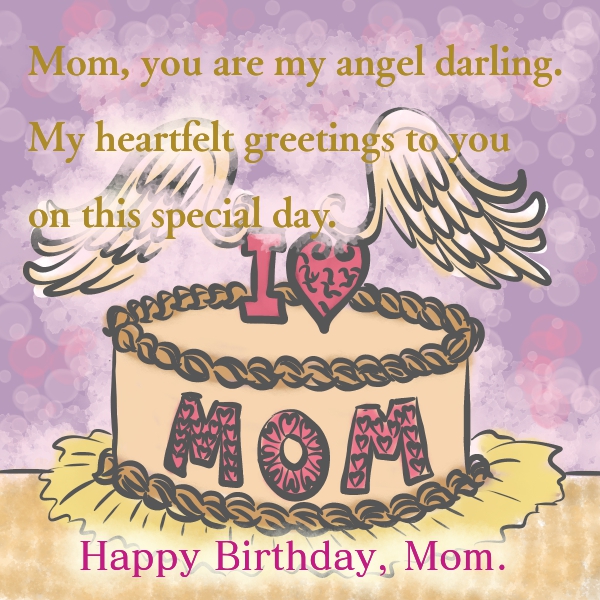 Mom, you are my angel darling.
My heartfelt greetings to you
on this special day.
I
MOM
Happy Birthday, Mom.